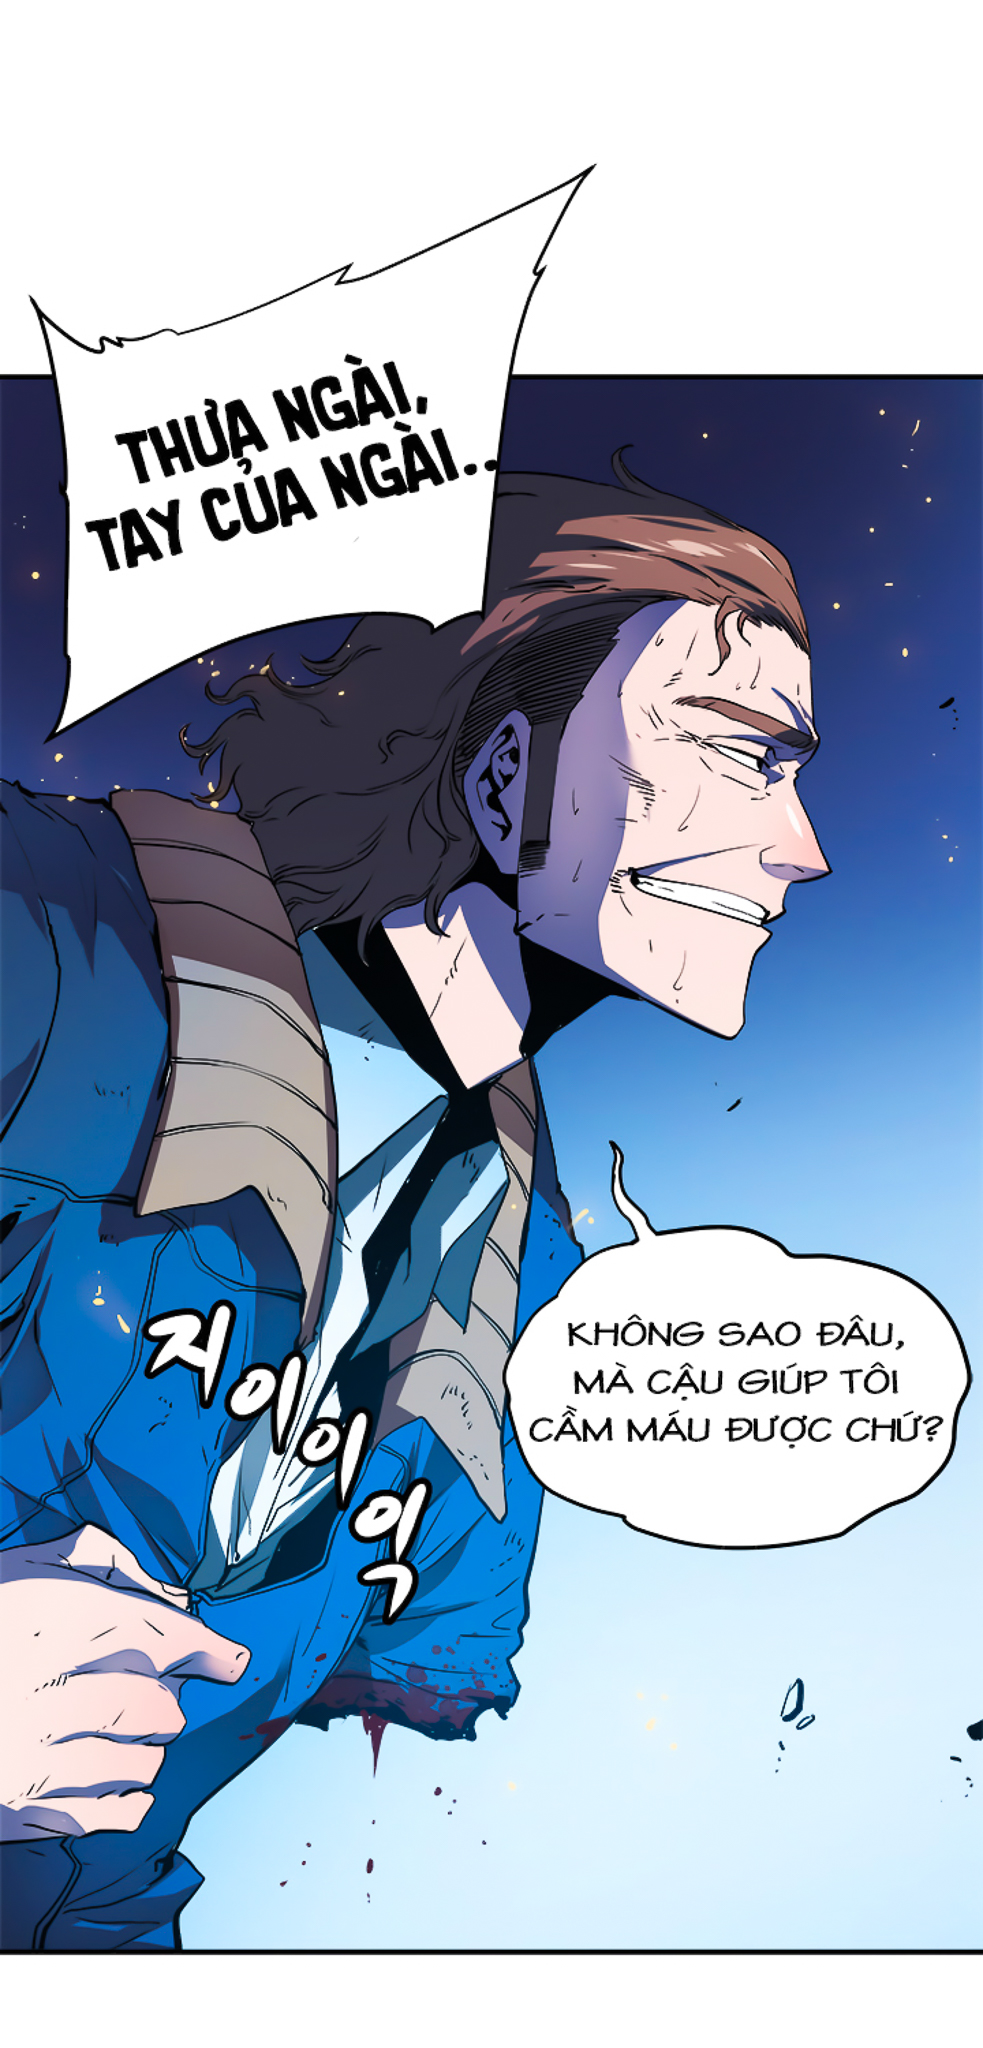 THƯA NGÀI,
TAY CỦA NGÀI..
KHÔNG SAO ĐÂU,
MÀ CẬU GIÚP TÔI
CẦM MÁU ĐƯỢC CHỨ?
지이이익